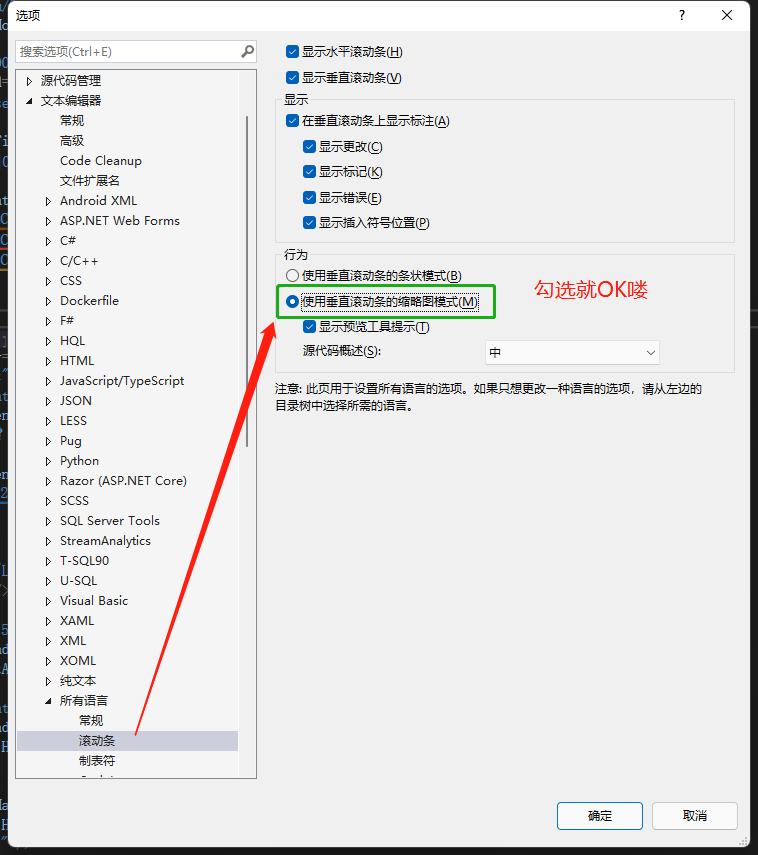 选项
搜索选项(Ctrl+E)
源代码管理
文本编辑器
常规
高级
Code Cleanup
文件扩展名
Android XML
ASP.NET Web Forms
C#
C/C++
CSS
Dockerfile
F#
HQL
HTML
JavaScript/TypeScript
JSON
LESS
Pug
Python
Razor (ASP.NET Core)
SCSS
SQL Server Tools
StreamAnalytics
T-SQL90
U-SQL
Visual Basic
XAML
XML
XOML
纯文本
所有语言
常规
滚动条
制表符
显示水平滚动条(H)
显示垂直滚动条(V)
显示
在垂直滚动条上显示标注(A)
显示更改(C)
显示标记(K)
显示错误(E)
显示插入符号位置(P)
行为
使用垂直滚动条的条状模式(B)
使用垂直滚动条的缩略图模式(M)
勾选就OK喽
显示预览工具提示(T)
源代码概述(S):
中
注意: 此页用于设置所有语言的选项。如果只想更改一种语言的选项，请从左边的
目录树中选择所需的语言。
确定
取消